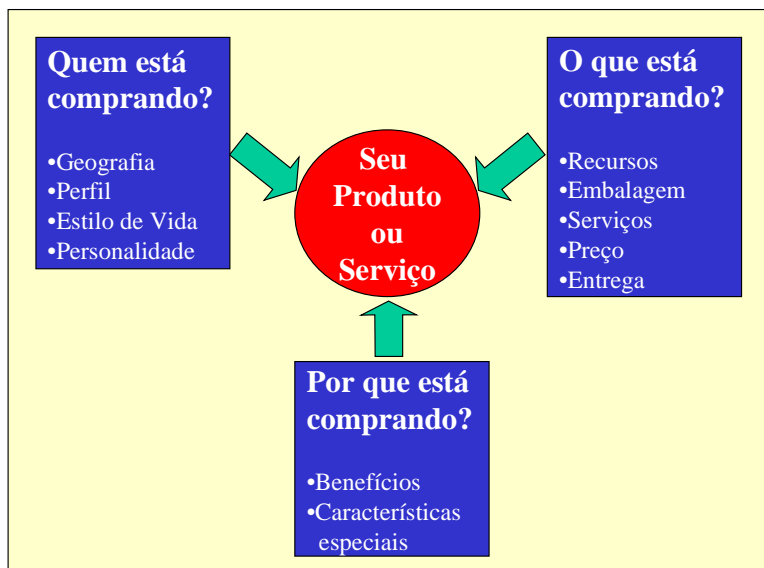 Quem está
comprando?
•Geografia
•Perfil
•Estilo de Vida
•Personalidade
Seu
Produto
ou
Serviço
O que está
comprando?
•Recursos
•Embalagem
•Serviços
•Preço
•Entrega
Por que está
comprando?
•Benefícios
•Características
especiais